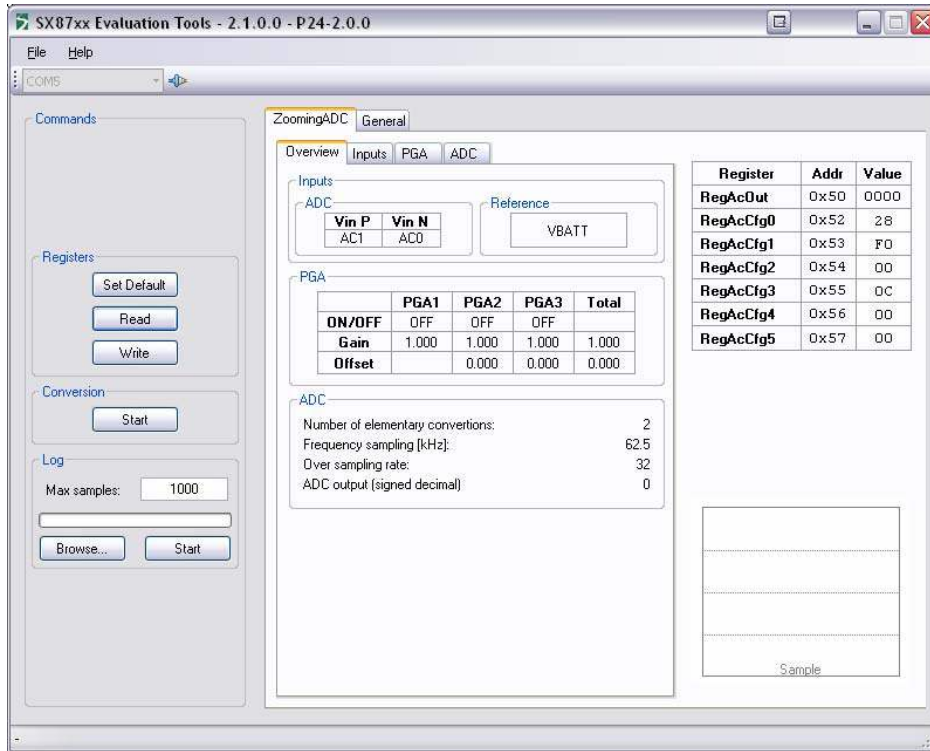 SX87xx Evaluation Tools - 2.1.0.0 - P24-2.0.0
File Help
COM5
Commands
Registers
Set Default
Read
Write
Conversion
Start
Log
Max samples: 1000
Browse... Start
ZoomingADC General
Overview Inputs PGA ADC
Inputs
ADC
Vin P Vin N
AC1 AC0
Reference
VBATT
PGA
PGA1 PGA2 PGA3 Total
ON/OFF OFF OFF OFF
Gain 1.000 1.000 1.000 1.000
Offset 0.000 0.000 0.000
ADC
Number of elementary convertions: 2
Frequency sampling [kHz]: 62.5
Over sampling rate: 32
ADC output (signed decimal) 0
Register Addr Value
RegAcOut 0x50 0000
RegAcCfg0 0x52 28
RegAcCfg1 0x53 F0
RegAcCfg2 0x54 00
RegAcCfg3 0x55 0C
RegAcCfg4 0x56 00
RegAcCfg5 0x57 00
Sample
-